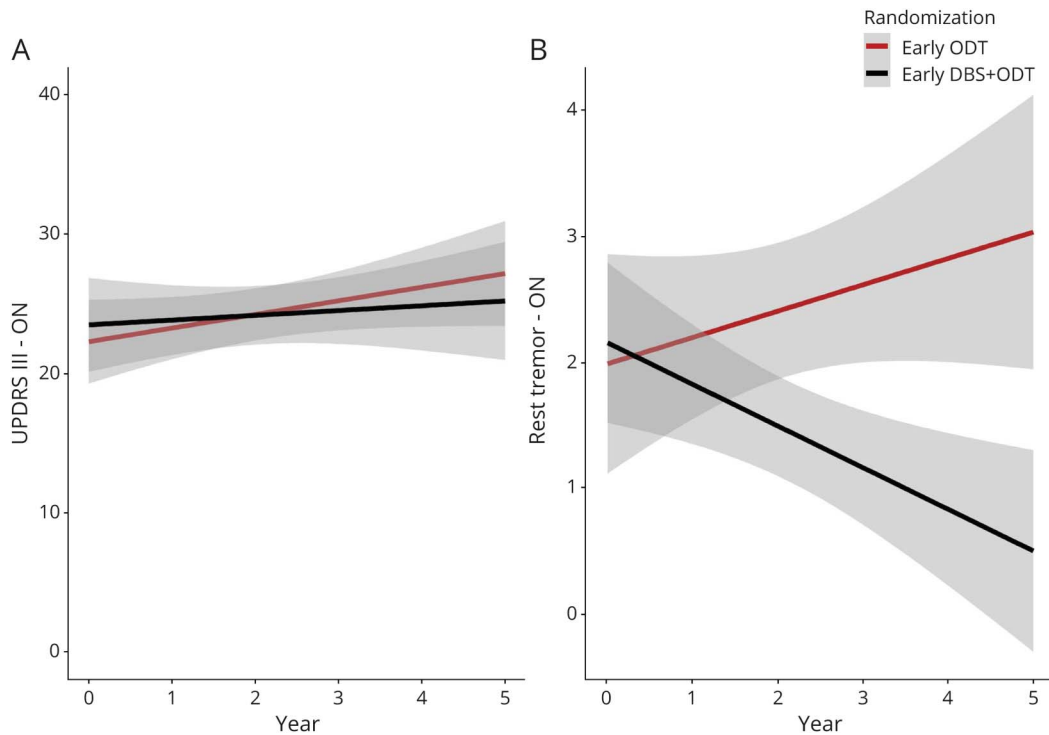 Randomization
Early ODT
Early DBS+ODT
A
UPDRS III - ON
40
30
20
10
0
0 1 2 3 4 5
Year
B
Rest tremor - ON
4
3
2
1
0
0 1 2 3 4 5
Year